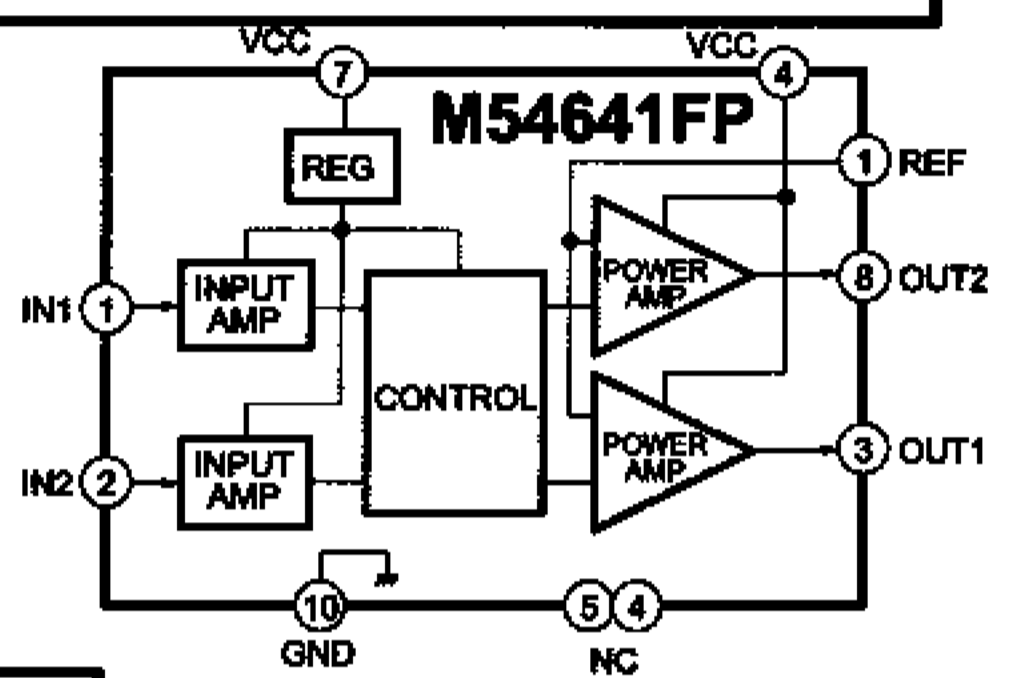 VCC
VCC
7
4
M54641FP
REG
1 REF
INPUT
AMP
POWER
AMP
IN1 1
8 OUT2
CONTROL
INPUT
AMP
POWER
AMP
IN2 2
3 OUT1
10
5 4
GND
NC